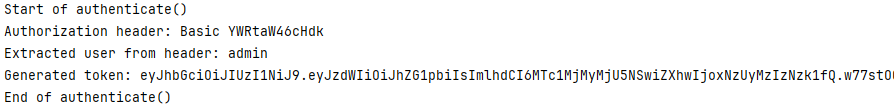 Start of authenticate()
Authorization header: Basic YWRtaW46cHdk
Extracted user from header: admin
Generated token: eyJhbGciOiJIUzI1NiJ9.eyJzdWIiOiJhZG1pbiIsImlhdCI6MTc1MjMyMjU5NSwiZXhwIjoxNzUyMzIzNzk1fQ.w77stO
End of authenticate()